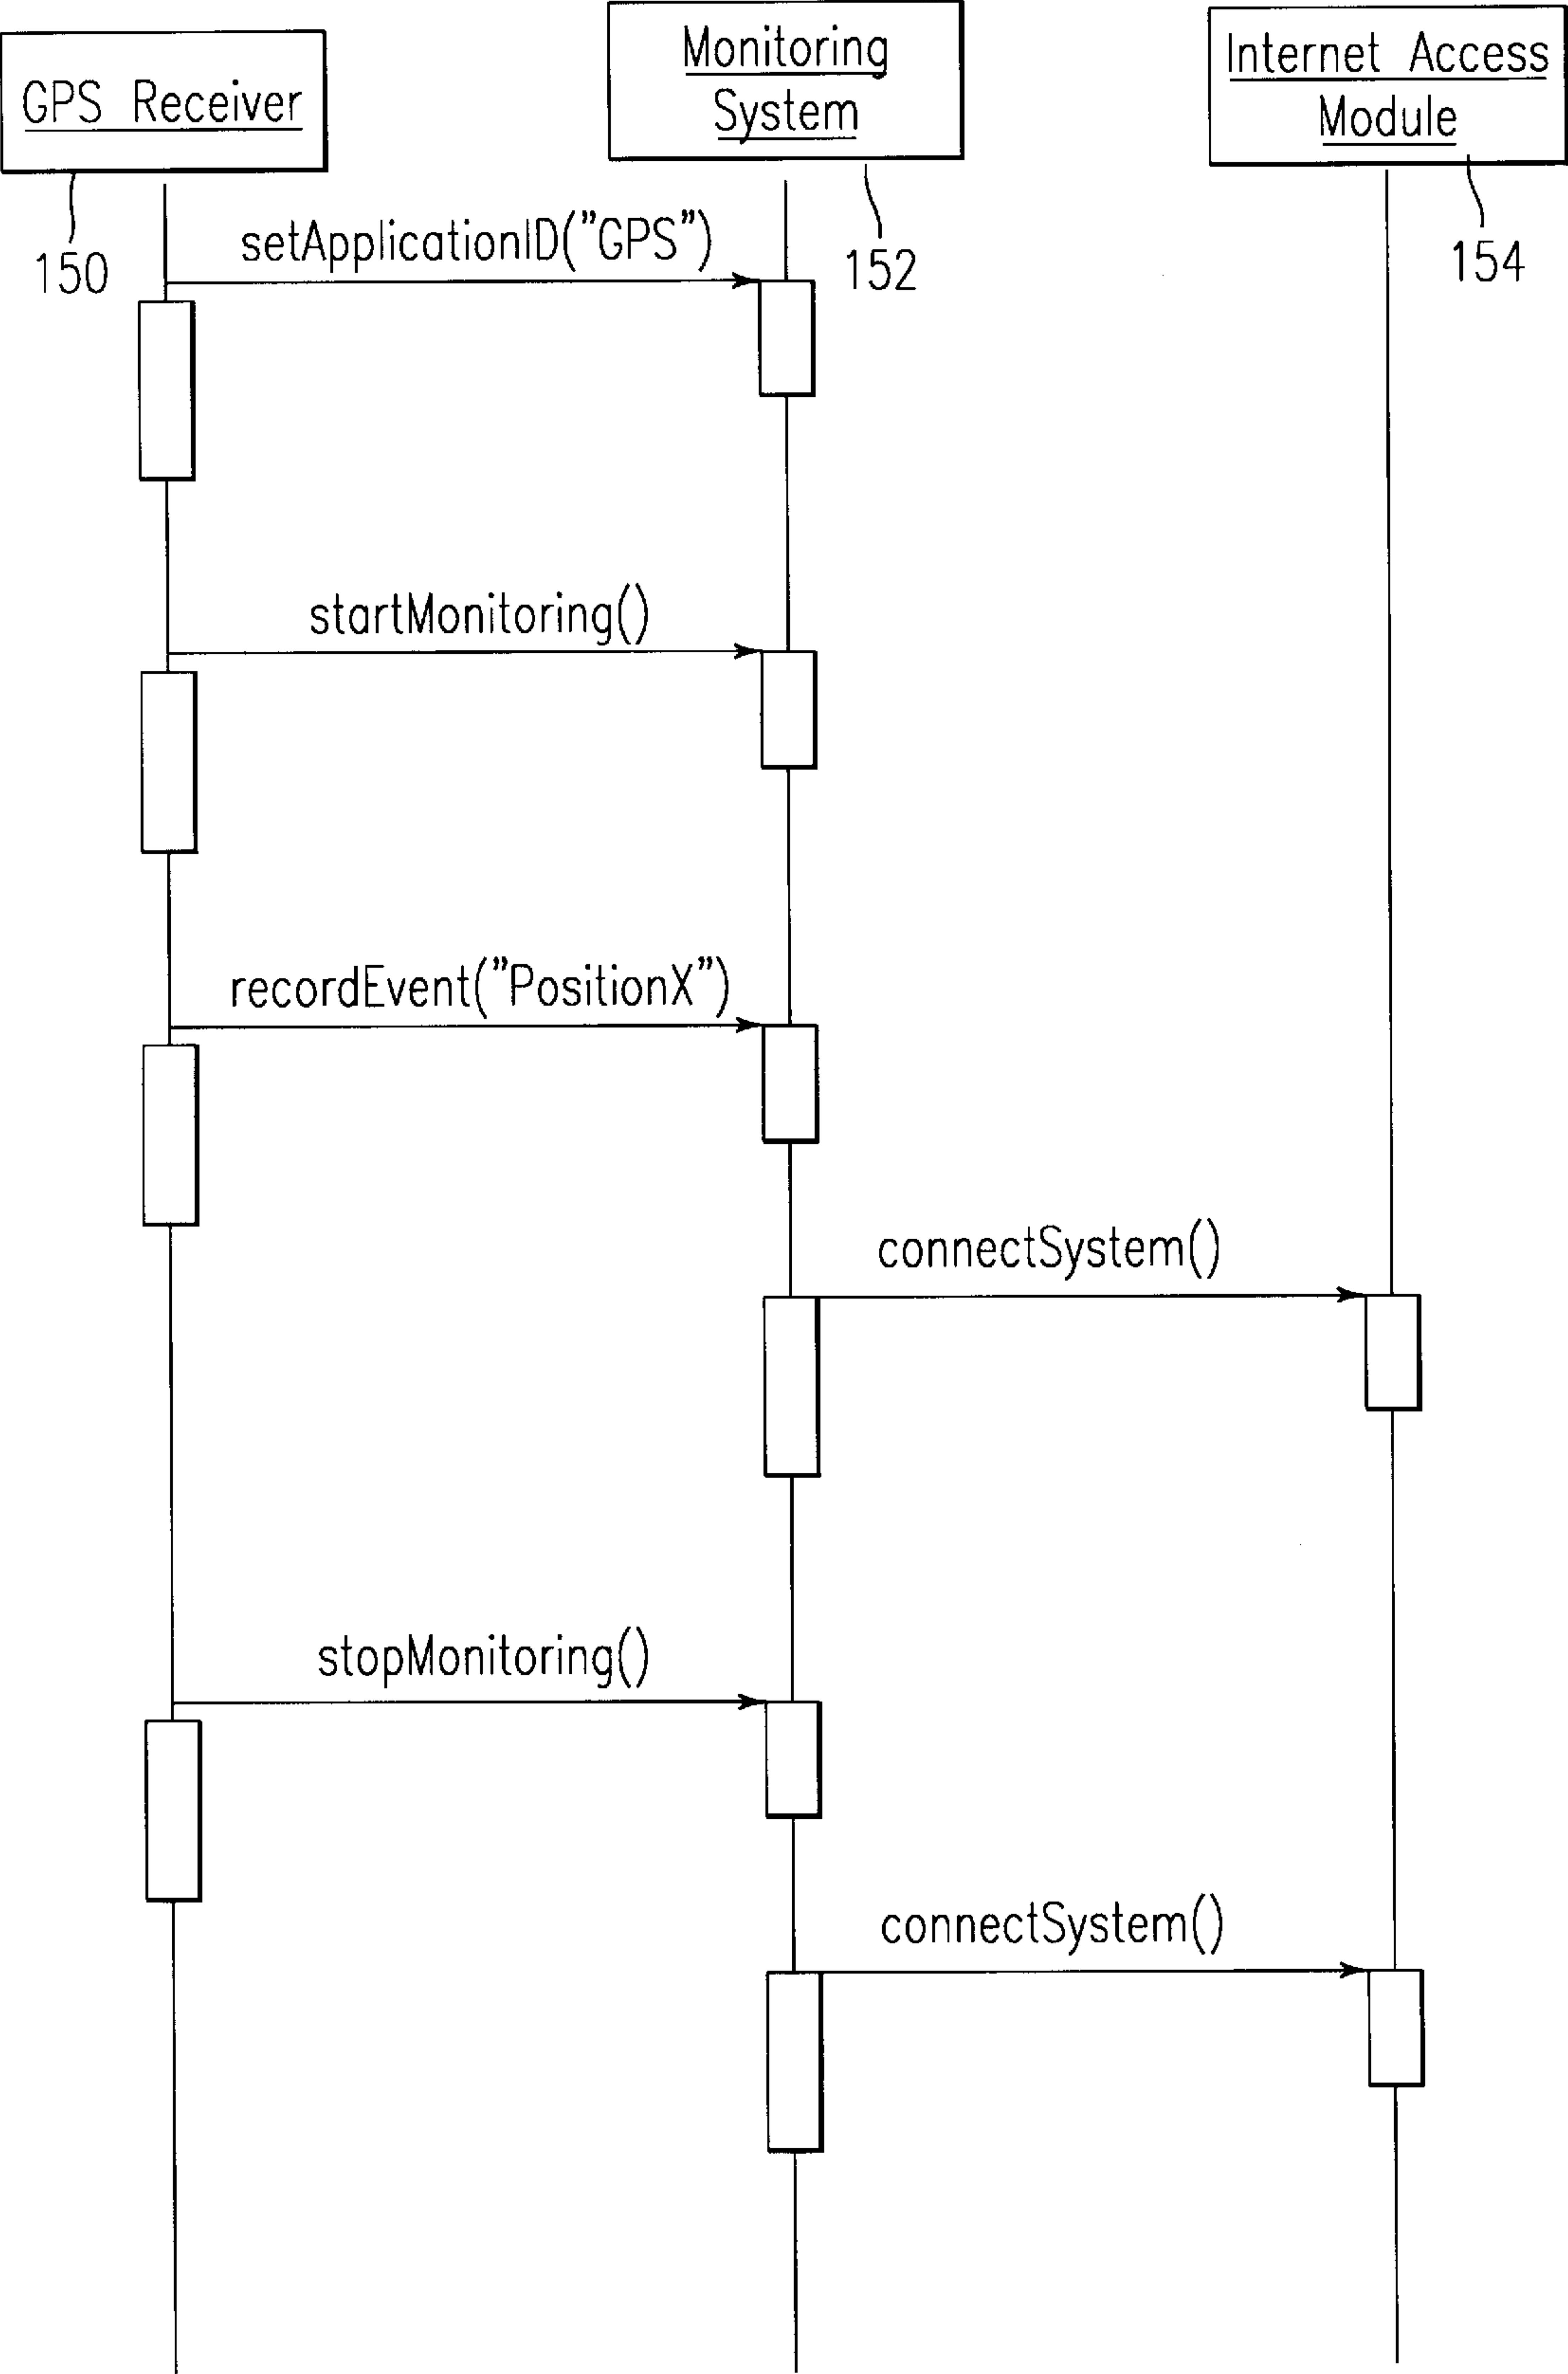 GPS Receiver
Monitoring
System
Internet Access
Module
150
152
154
setApplicationID("GPS")
startMonitoring()
recordEvent("PositionX")
connectSystem()
stopMonitoring()
connectSystem()